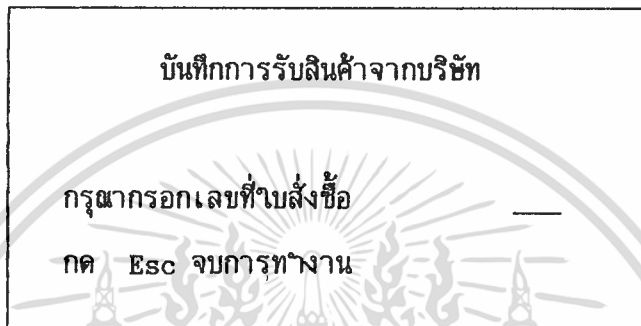 บันทึกการรับสินค้าจากบริษัท
กรุณากรอกเลขที่ใบสั่งซื้อ ___
กด Esc จบการทำงาน